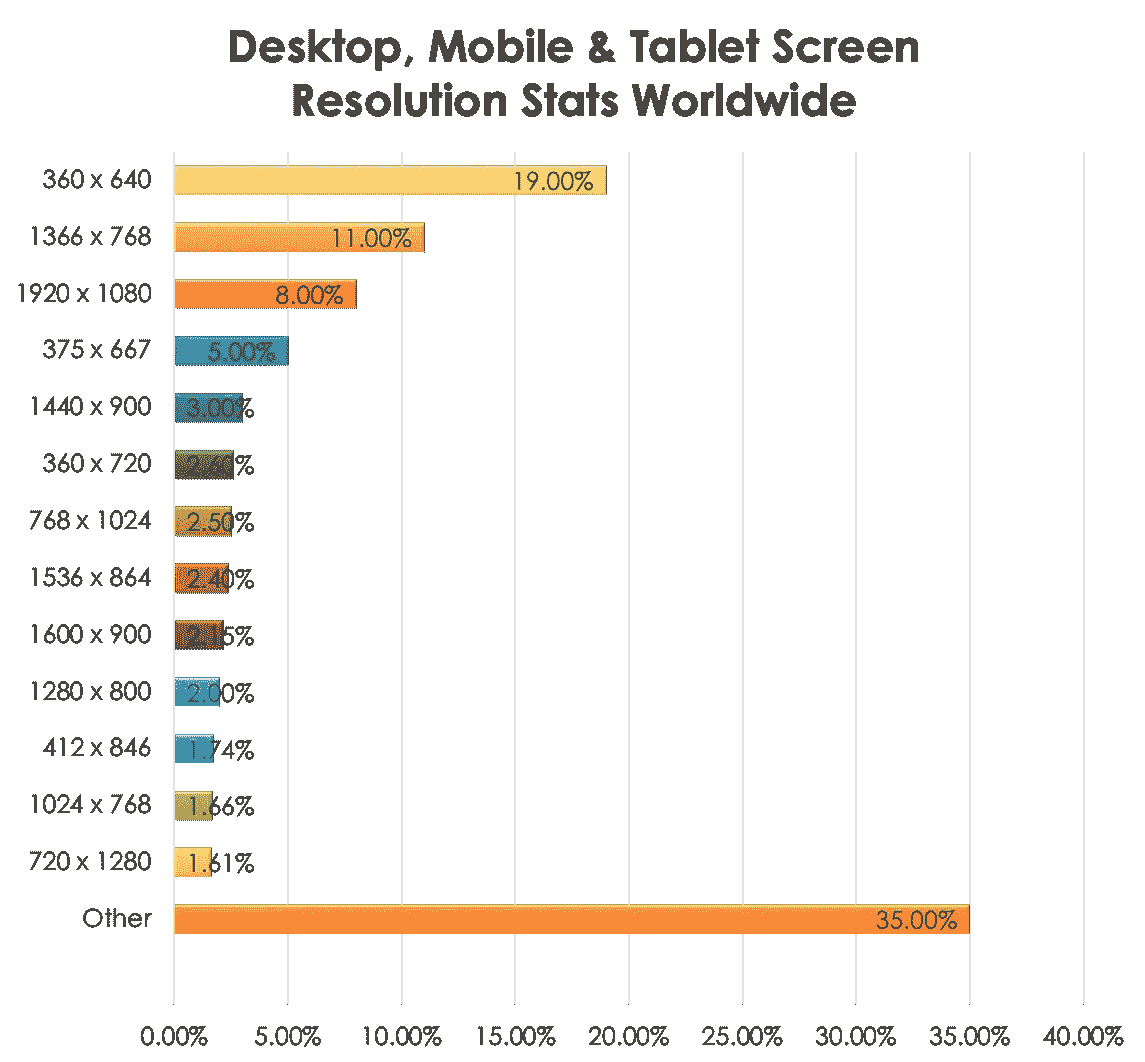 Desktop, Mobile & Tablet Screen
Resolution Stats Worldwide
360 x 640 19.00%
1366 x 768 11.00%
1920 x 1080 8.00%
375 x 667 5.00%
1440 x 900 3.00%
360 x 720 2.60%
768 x 1024 2.50%
1536 x 864 2.40%
1600 x 900 2.15%
1280 x 800 2.00%
412 x 846 1.74%
1024 x 768 1.66%
720 x 1280 1.61%
Other 35.00%
0.00% 5.00% 10.00% 15.00% 20.00% 25.00% 30.00% 35.00% 40.00%